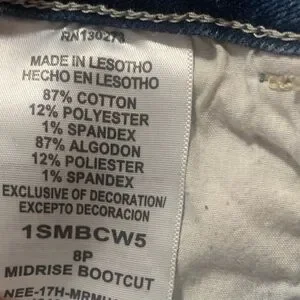 RN130273
MADE IN LESOTHO
HECHO EN LESOTHO
87% COTTON
12% POLYESTER
1% SPANDEX
87% ALGODON
12% POLIESTER
1% SPANDEX
EXCLUSIVE OF DECORATION/
EXCEPTO DECORACION
1SMBCW5
8P
MIDRISE BOOTCUT